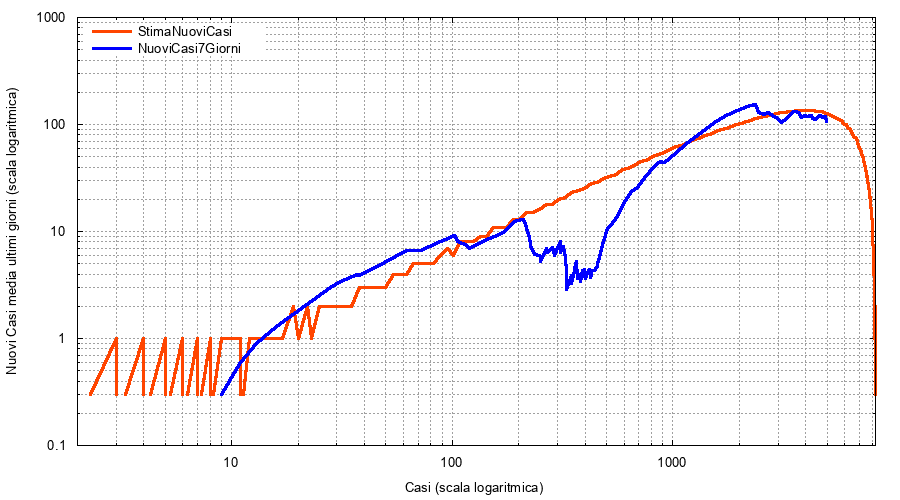 1000
StimaNuoviCasi
NuoviCasi7Giorni
100
10
1
0.1
Nuovi Casi media ultimi giorni (scala logaritmica)
10
100
1000
Casi (scala logaritmica)